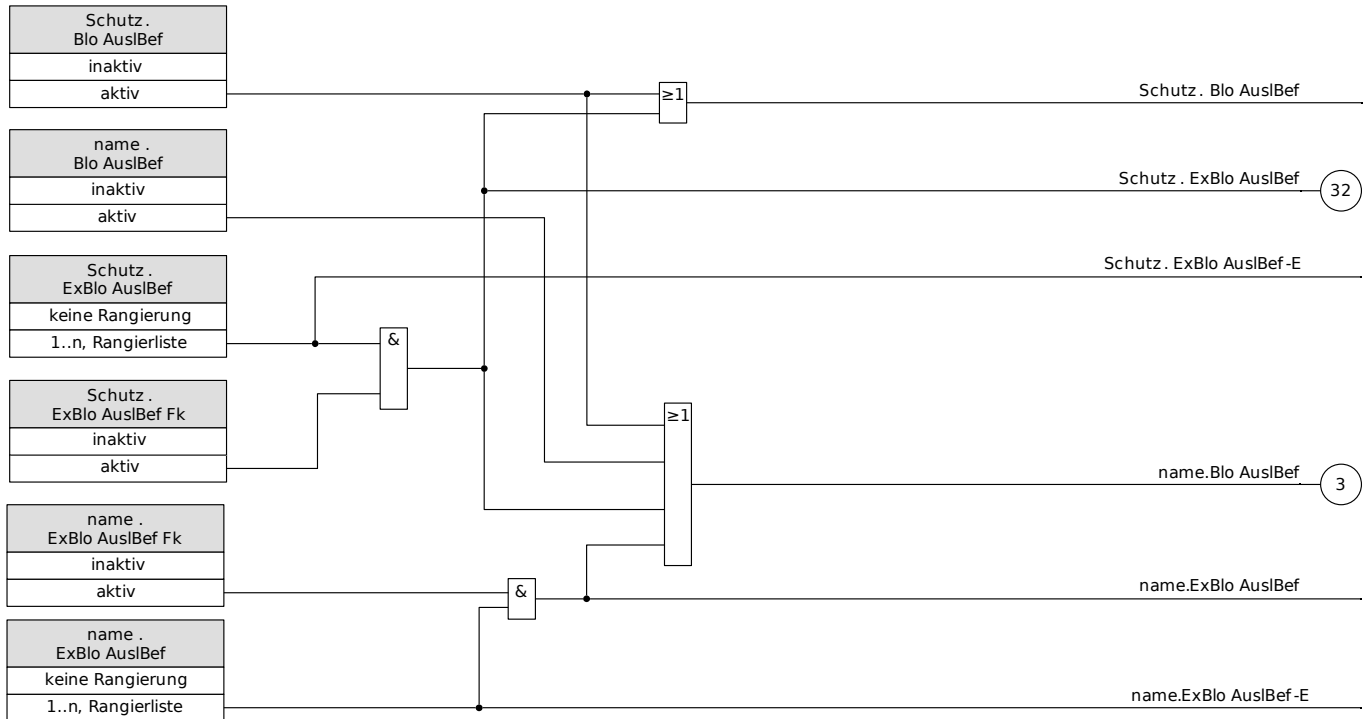 Schutz .
Blo AuslBef
inaktiv
aktiv
≥1
Schutz. Blo AuslBef
name .
Blo AuslBef
inaktiv
aktiv
Schutz . ExBlo AuslBef
32
Schutz .
ExBlo AuslBef
keine Rangierung
1..n, Rangierliste
Schutz. ExBlo AuslBef-E
&
Schutz .
ExBlo AuslBef Fk
inaktiv
aktiv
≥1
name.Blo AuslBef
3
name .
ExBlo AuslBef Fk
inaktiv
aktiv
&
name.ExBlo AuslBef
name .
ExBlo AuslBef
keine Rangierung
1..n, Rangierliste
name.ExBlo AuslBef-E